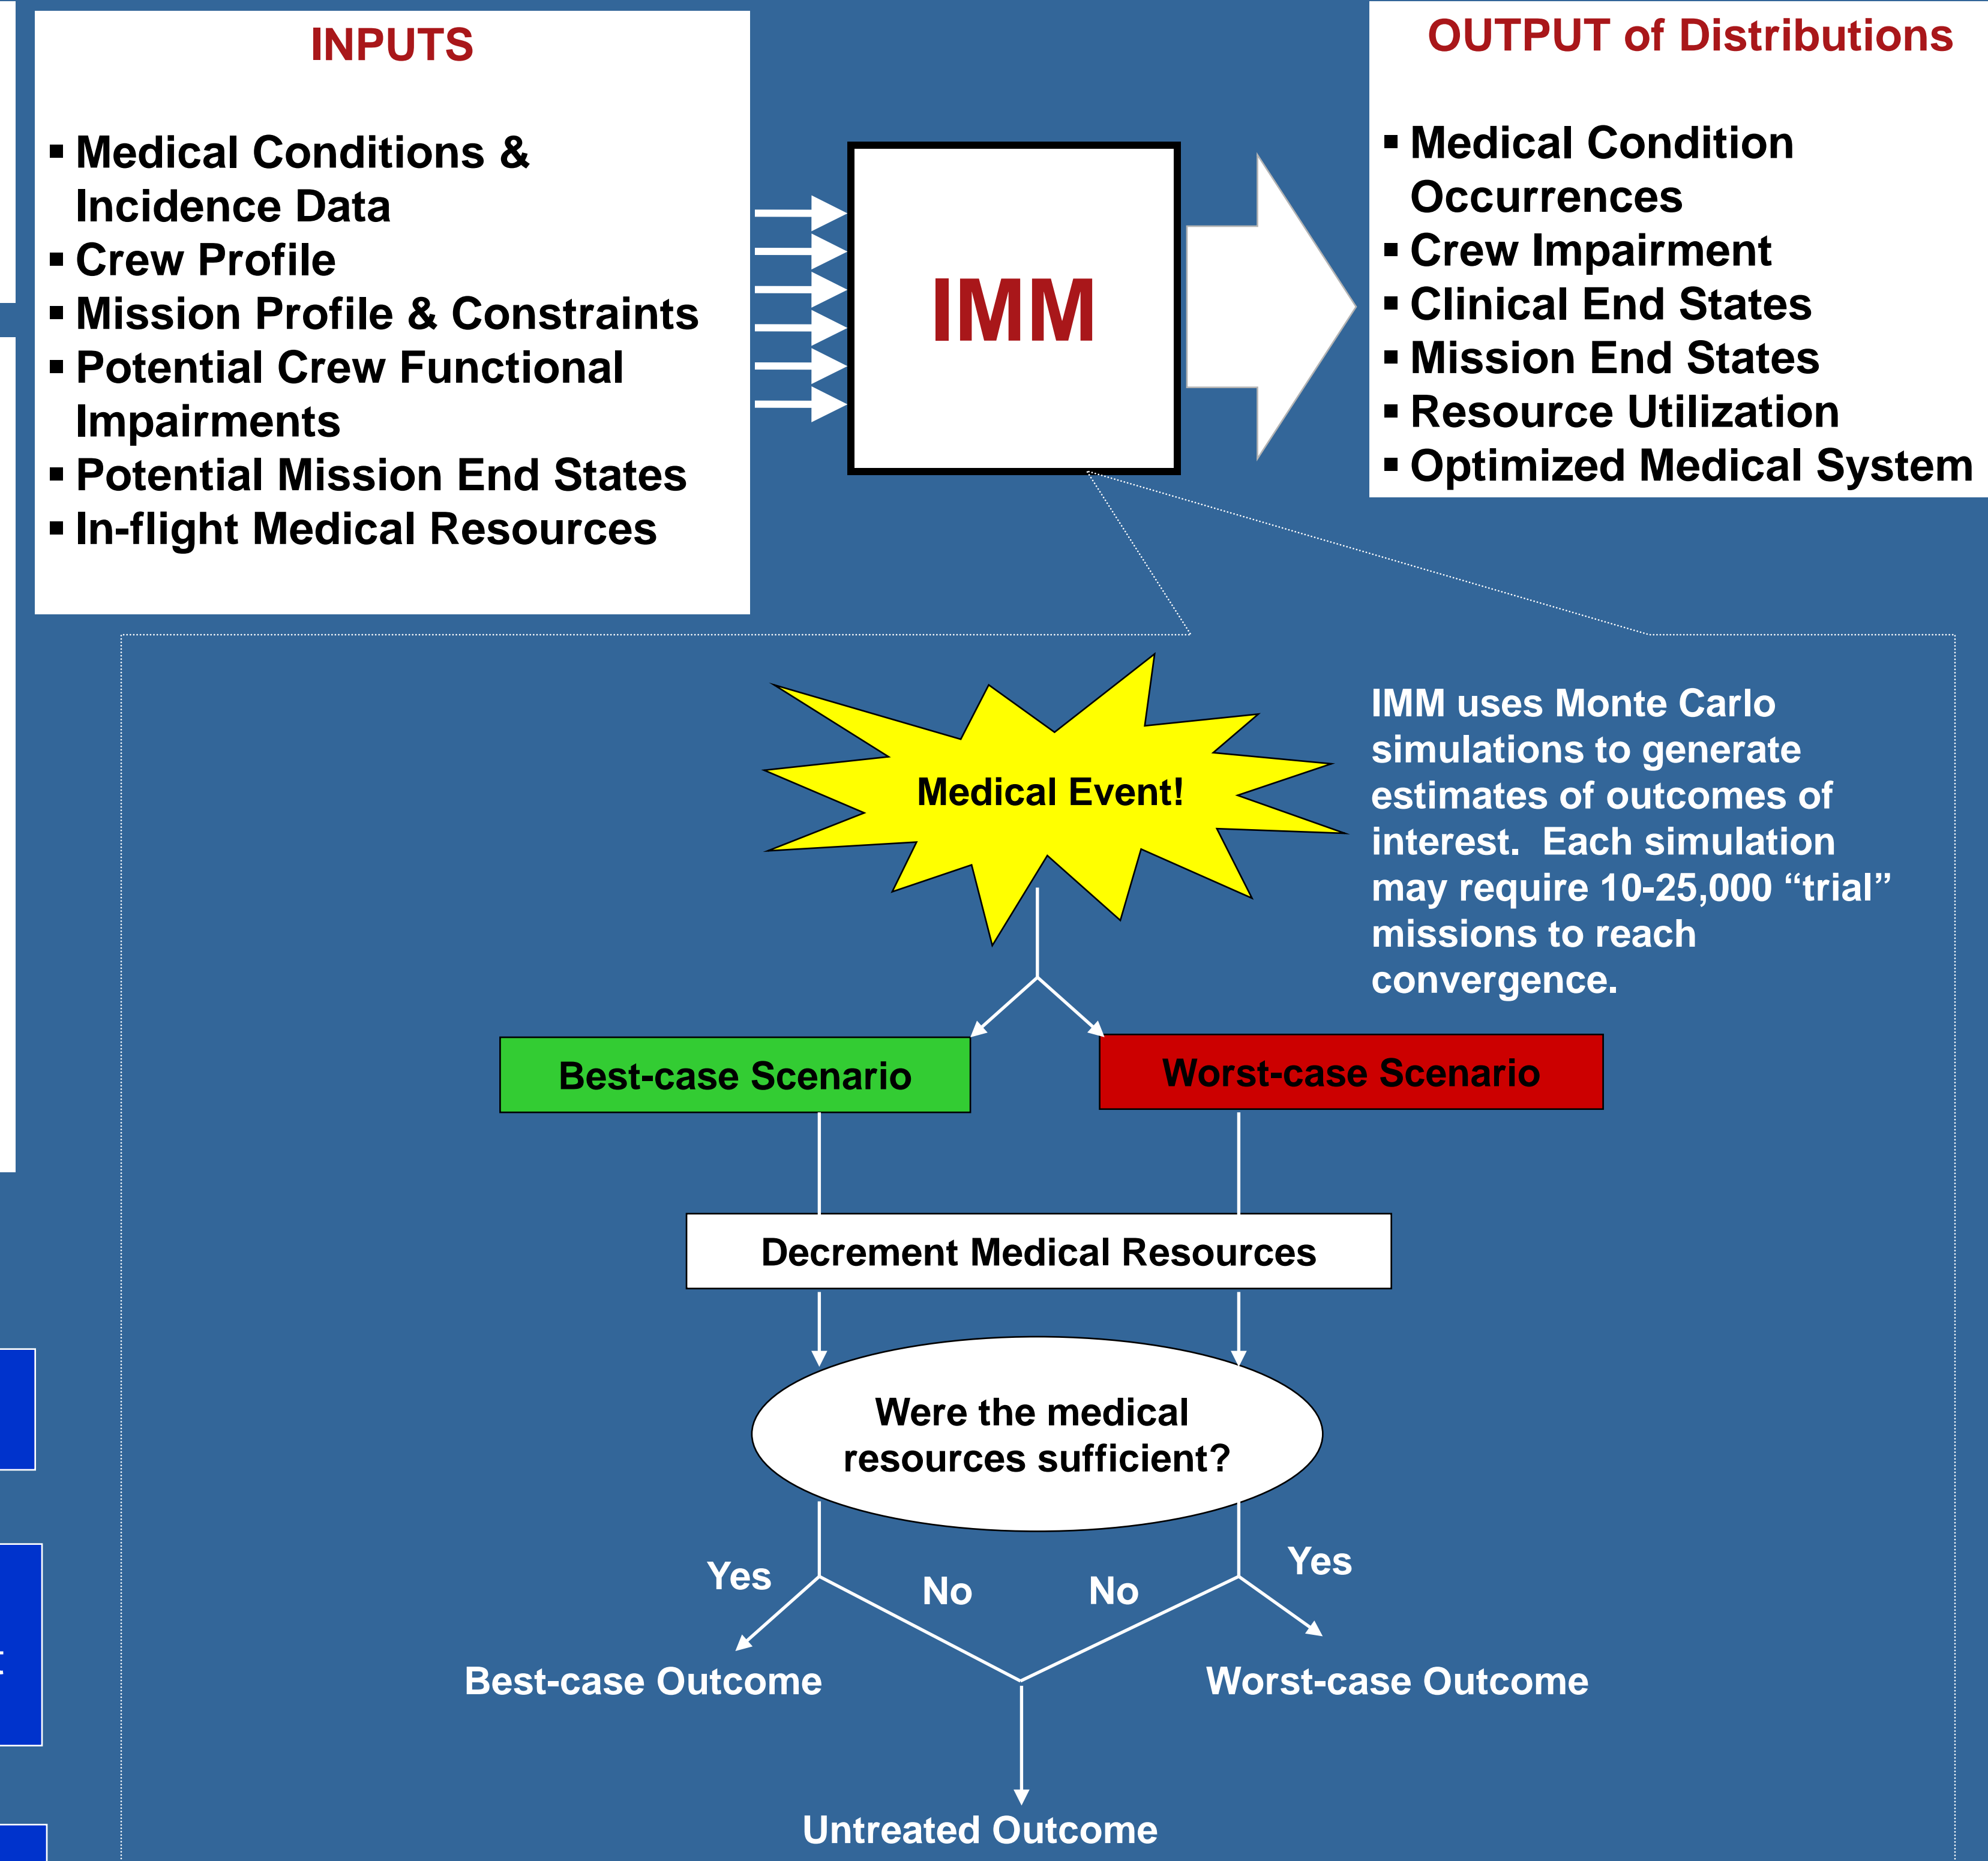 INPUTS
▪ Medical Conditions &
Incidence Data
▪ Crew Profile
▪ Mission Profile & Constraints
▪ Potential Crew Functional
Impairments
▪ Potential Mission End States
▪ In-flight Medical Resources
IMM
OUTPUT of Distributions
▪ Medical Condition
Occurrences
▪ Crew Impairment
▪ Clinical End States
▪ Mission End States
▪ Resource Utilization
▪ Optimized Medical System
Medical Event!
IMM uses Monte Carlo
simulations to generate
estimates of outcomes of
interest.  Each simulation
may require 10-25,000 “trial”
missions to reach
convergence.
Best-case Scenario
Worst-case Scenario
Decrement Medical Resources
Were the medical
resources sufficient?
Yes
No
No
Yes
Best-case Outcome
Worst-case Outcome
Untreated Outcome